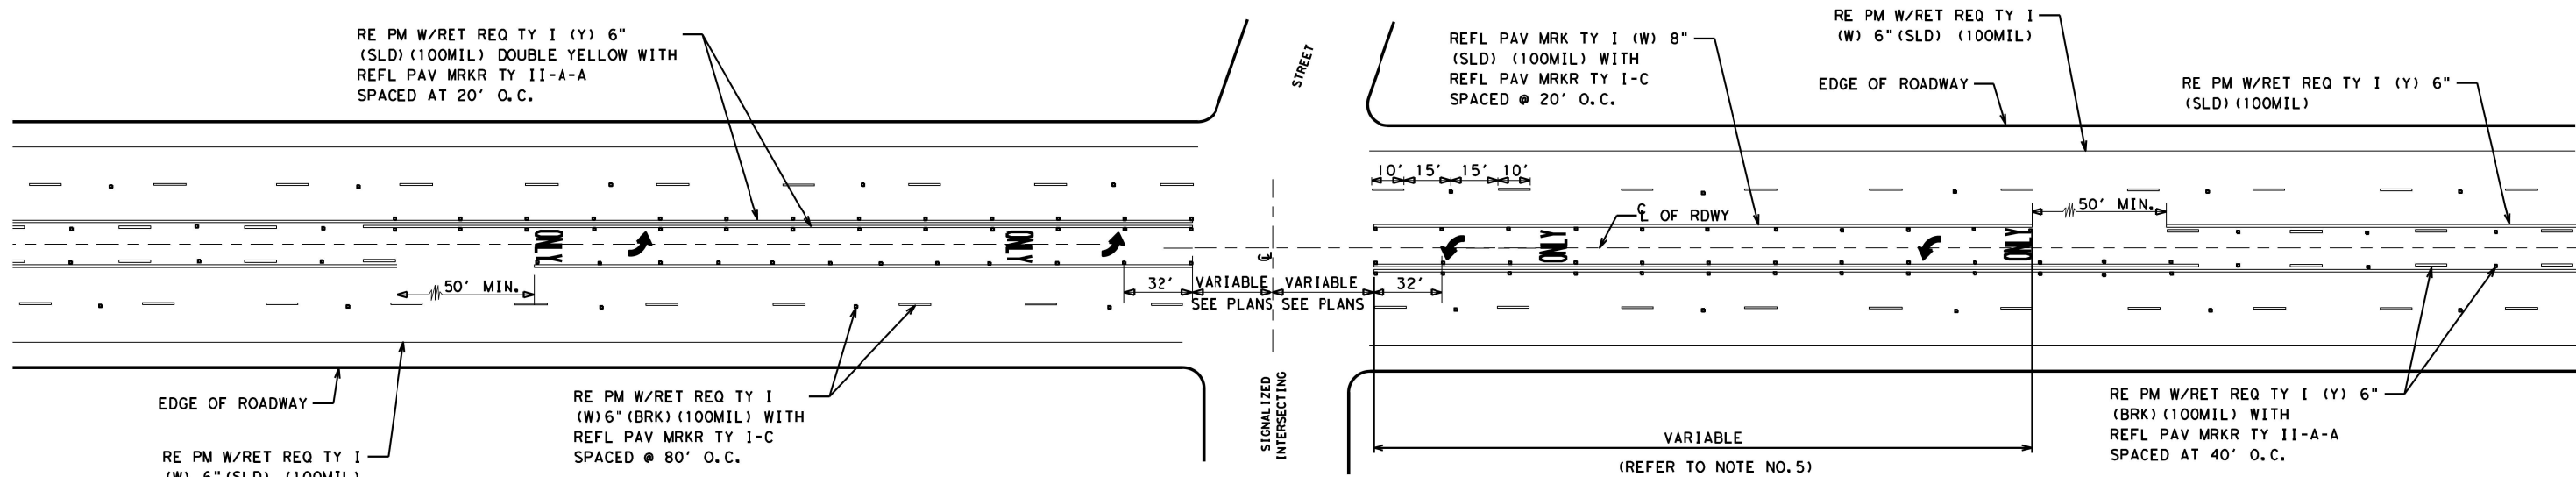 RE PM W/RET REQ TY I (Y) 6"
(SLD)(100MIL) DOUBLE YELLOW WITH
REFL PAV MRKR TY II-A-A
SPACED AT 20' O.C.
STREET
REFL PAV MRK TY I (W) 8"
(SLD) (100MIL) WITH
REFL PAV MRKR TY I-C
SPACED @ 20' O.C.
RE PM W/RET REQ TY I
(W) 6"(SLD) (100MIL)
EDGE OF ROADWAY
RE PM W/RET REQ TY I (Y) 6"
(SLD)(100MIL)
10' 15' 15' 10'
50' MIN.
℄ OF RDWY
ONLY
ONLY
ONLY
ONLY
℄
50' MIN.
32'
VARIABLE
SEE PLANS
VARIABLE
SEE PLANS
32'
EDGE OF ROADWAY
RE PM W/RET REQ TY I
(W) 6"(SLD) (100MIL)
RE PM W/RET REQ TY I
(W)6"(BRK)(100MIL) WITH
REFL PAV MRKR TY I-C
SPACED @ 80' O.C.
SIGNALIZED
INTERSECTING
VARIABLE
(REFER TO NOTE NO.5)
RE PM W/RET REQ TY I (Y) 6"
(BRK)(100MIL) WITH
REFL PAV MRKR TY II-A-A
SPACED AT 40' O.C.